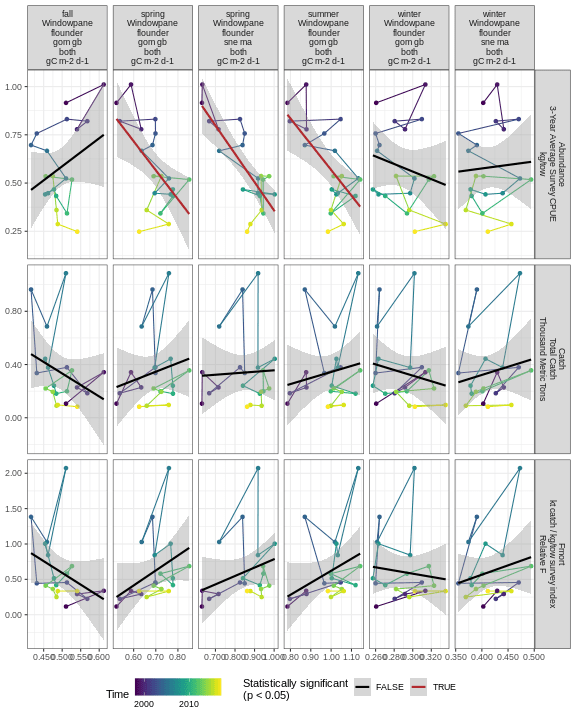 fall
Windowpane
flounder
gom gb
both
gC m-2 d-1
spring
Windowpane
flounder
gom gb
both
gC m-2 d-1
spring
Windowpane
flounder
sne ma
both
gC m-2 d-1
summer
Windowpane
flounder
gom gb
both
gC m-2 d-1
winter
Windowpane
flounder
gom gb
both
gC m-2 d-1
winter
Windowpane
flounder
sne ma
both
gC m-2 d-1
1.00
0.75
0.50
0.25
Abundance
3-Year Average Survey CPUE
kg/tow
0.80
0.40
0.00
Catch
Total Catch
Thousand Metric Tons
2.00
1.50
1.00
0.50
0.00
Fmort
kt catch / kg/tow survey index
Relative F
0.450 0.500 0.550 0.600
0.60 0.70 0.80
0.700 0.800 0.900 1.000
0.80 0.90 1.00 1.10
0.260 0.280 0.300 0.320
0.350 0.400 0.450 0.500
Time
2000 2010
Statistically significant
(p < 0.05)
FALSE
TRUE